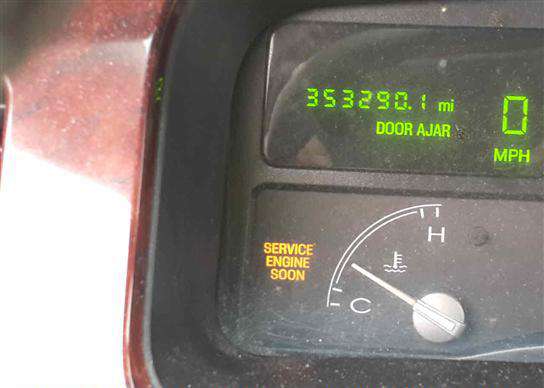 353290.1 mi
0
DOOR AJAR
MPH
H
SERVICE
ENGINE
SOON
C